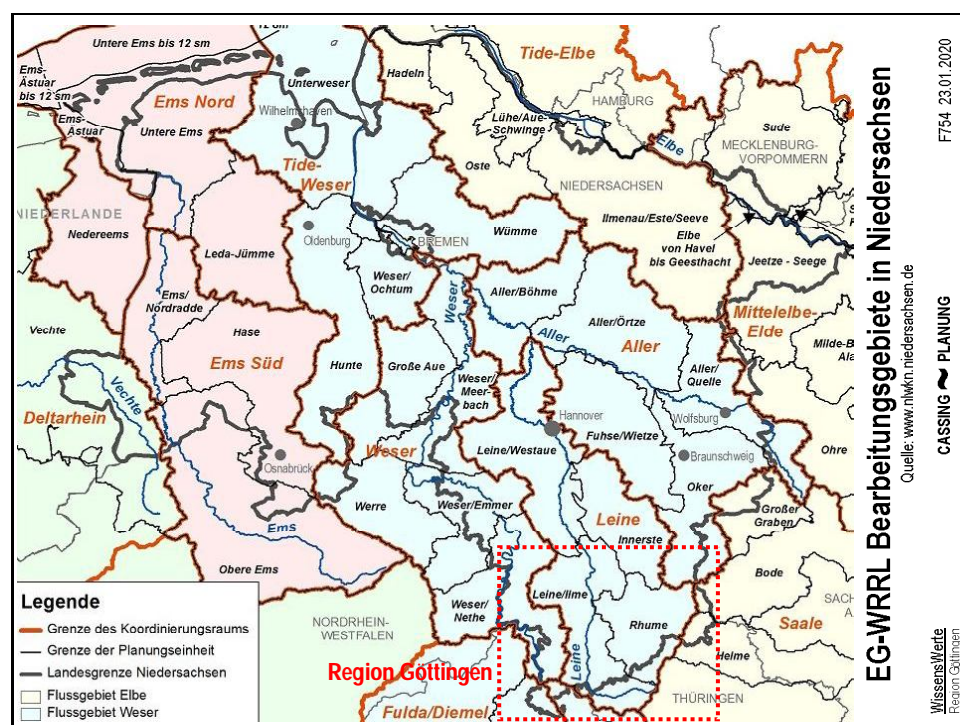 12 sm
Untere Ems bis 12 sm
Tide-Elbe
Ems-
Ästuar
bis 12 sm
Ems Nord
Unterweser
Hadeln
HAMBURG
Wilhelmshaven
Ems-
Ästuar
Untere Ems
Lühe/Aue-
Schwinge
Elbe
Sude
MECKLENBURG-
VORPOMMERN
Tide-
Weser
Oste
NIEDERSACHSEN
NIEDERLANDE
Nedereems
Oldenburg
BREMEN
Wümme
Ilmenau/Este/Seeve
Elbe
von Havel
bis Geesthacht
Leda-Jümme
Jeetze - Seege
Weser/
Ochtum
Weser
Aller/Böhme
Ems/
Nordradde
Mittelelbe-
Elde
Vechte
Hase
Aller
Aller/Örtze
Aller
Ems Süd
Hunte
Große Aue
Weser/
Meer-
bach
Aller/
Quelle
Vechte
Deltarhein
Hannover
Wolfsburg
Weser
Leine/Westaue
Fuhse/Wietze
Braunschweig
Ohre
Osnabrück
Oker
Werre
Weser/Emmer
Großer
Graben
Ems
Leine
Innerste
Obere Ems
Bode
Legende
Leine/Ilme
Weser/
Nethe
NORDRHEIN-
WESTFALEN
Rhume
Saale
Grenze des Koordinierungsraums
Grenze der Planungseinheit
Landesgrenze Niedersachsen
Flussgebiet Elbe
Flussgebiet Weser
Region Göttingen
Leine
Helme
THÜRINGEN
Fulda/Diemel
EG-WRRL Bearbeitungsgebiete in Niedersachsen
Quelle: www.nlwkn.niedersachsen.de
F754 23.01.2020
CASSING PLANUNG
WissensWerte
Region Göttingen